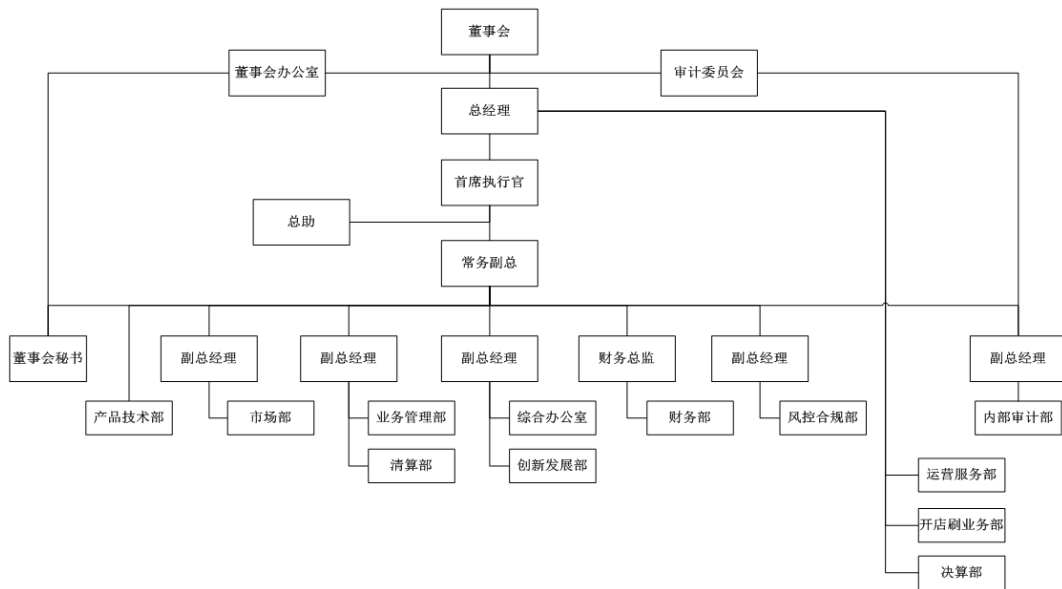 董事会
董事会办公室
审计委员会
总经理
首席执行官
总助
常务副总
董事会秘书
副总经理
副总经理
副总经理
财务总监
副总经理
副总经理
产品技术部
市场部
业务管理部
综合办公室
财务部
风控合规部
内部审计部
清算部
创新发展部
运营服务部
开店刷业务部
决算部